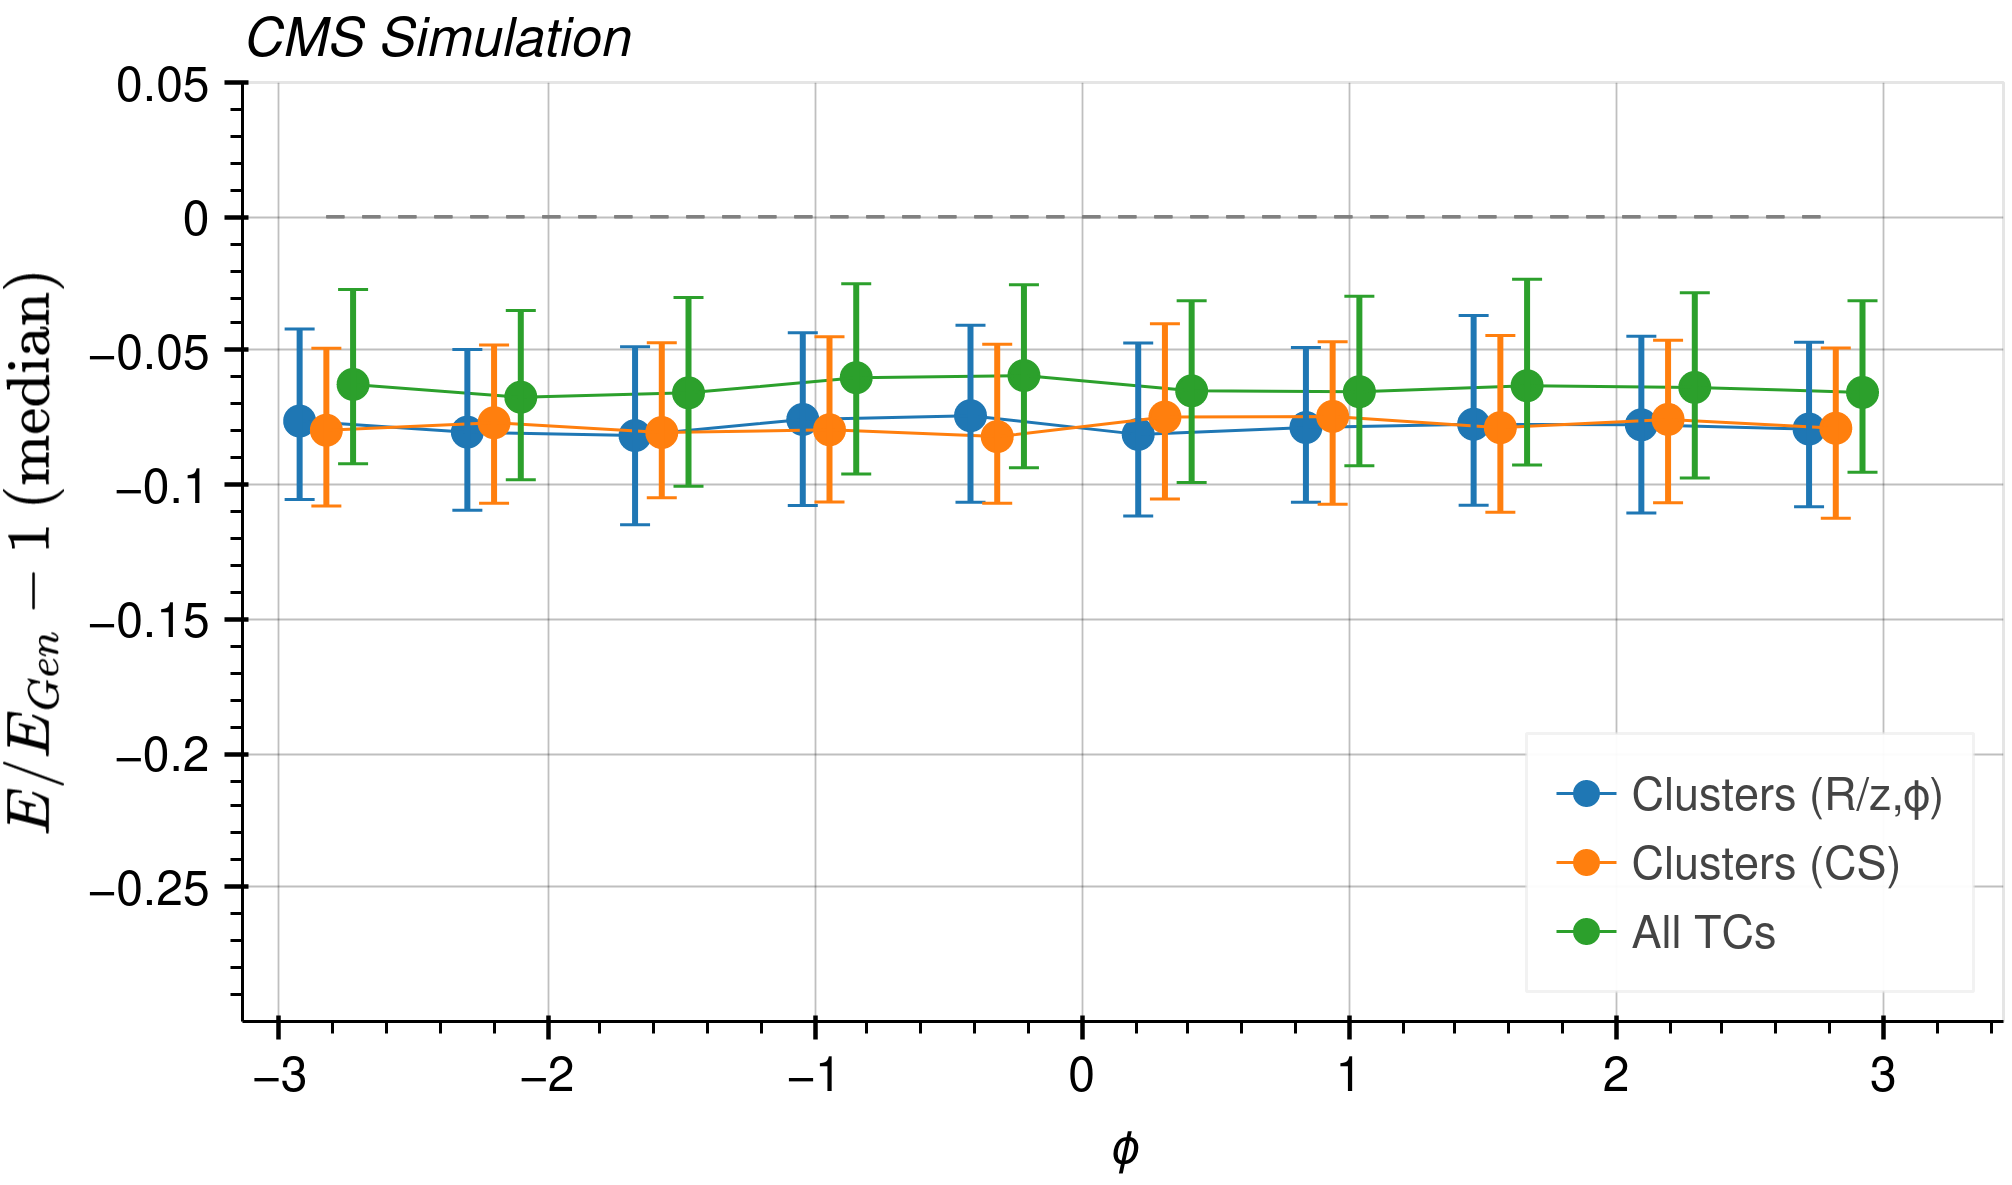 CMS Simulation
0.05
0
−0.05
−0.1
−0.15
−0.2
−0.25
E/E_Gen − 1 (median)
−3 −2 −1 0 1 2 3
ϕ
Clusters (R/z,ϕ)
Clusters (CS)
All TCs